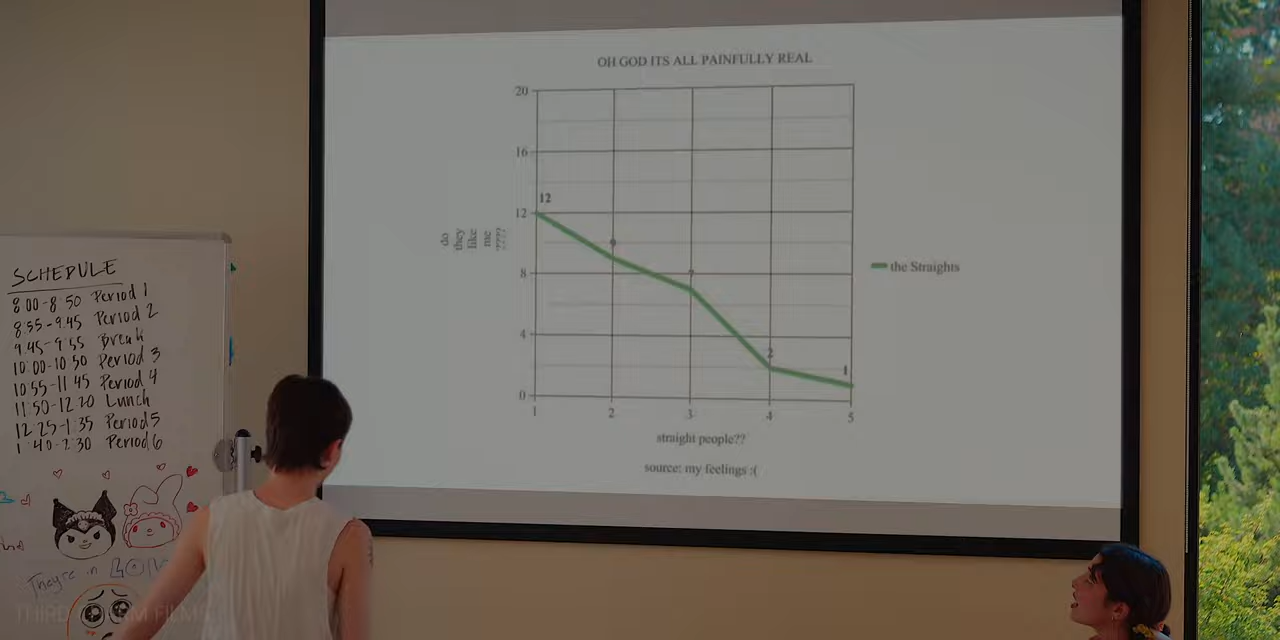 OH GOD ITS ALL PAINFULLY REAL
20
16
12
12
8
4
2
1
0
1 2 3 4 5
do
they
like
me
????
the Straights
straight people??
source: my feelings :(
SCHEDULE
8:00-8:50 Period 1
8:55-9:45 Period 2
9:45-9:55 Break
10:00-10:50 Period 3
10:55-11:45 Period 4
11:50-12:20 Lunch
12:25-1:35 Period 5
1:40-2:30 Period 6
They're in